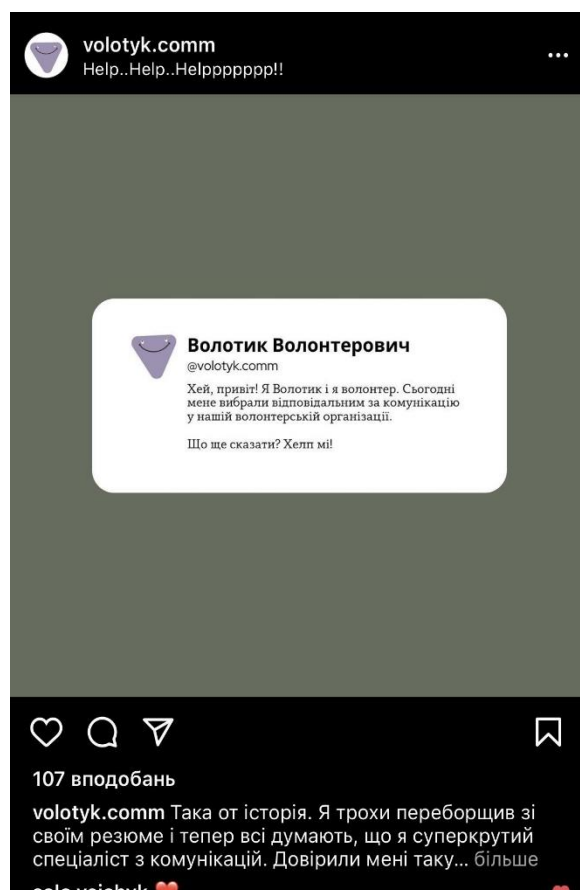 volotyk.comm
Help..Help..Helppppppp!!
Волотик Волонтерович
@volotyk.comm
Хей, привіт! Я Волотик і я волонтер. Сьогодні
мене вибрали відповідальним за комунікацію
у нашій волонтерській організації.
Що ще сказати? Хелп мі!
107 вподобань
volotyk.comm Така от історія. Я трохи переборщив зі
своїм резюме і тепер всі думають, що я суперкрутий
спеціаліст з комунікацій. Довірили мені таку... більше